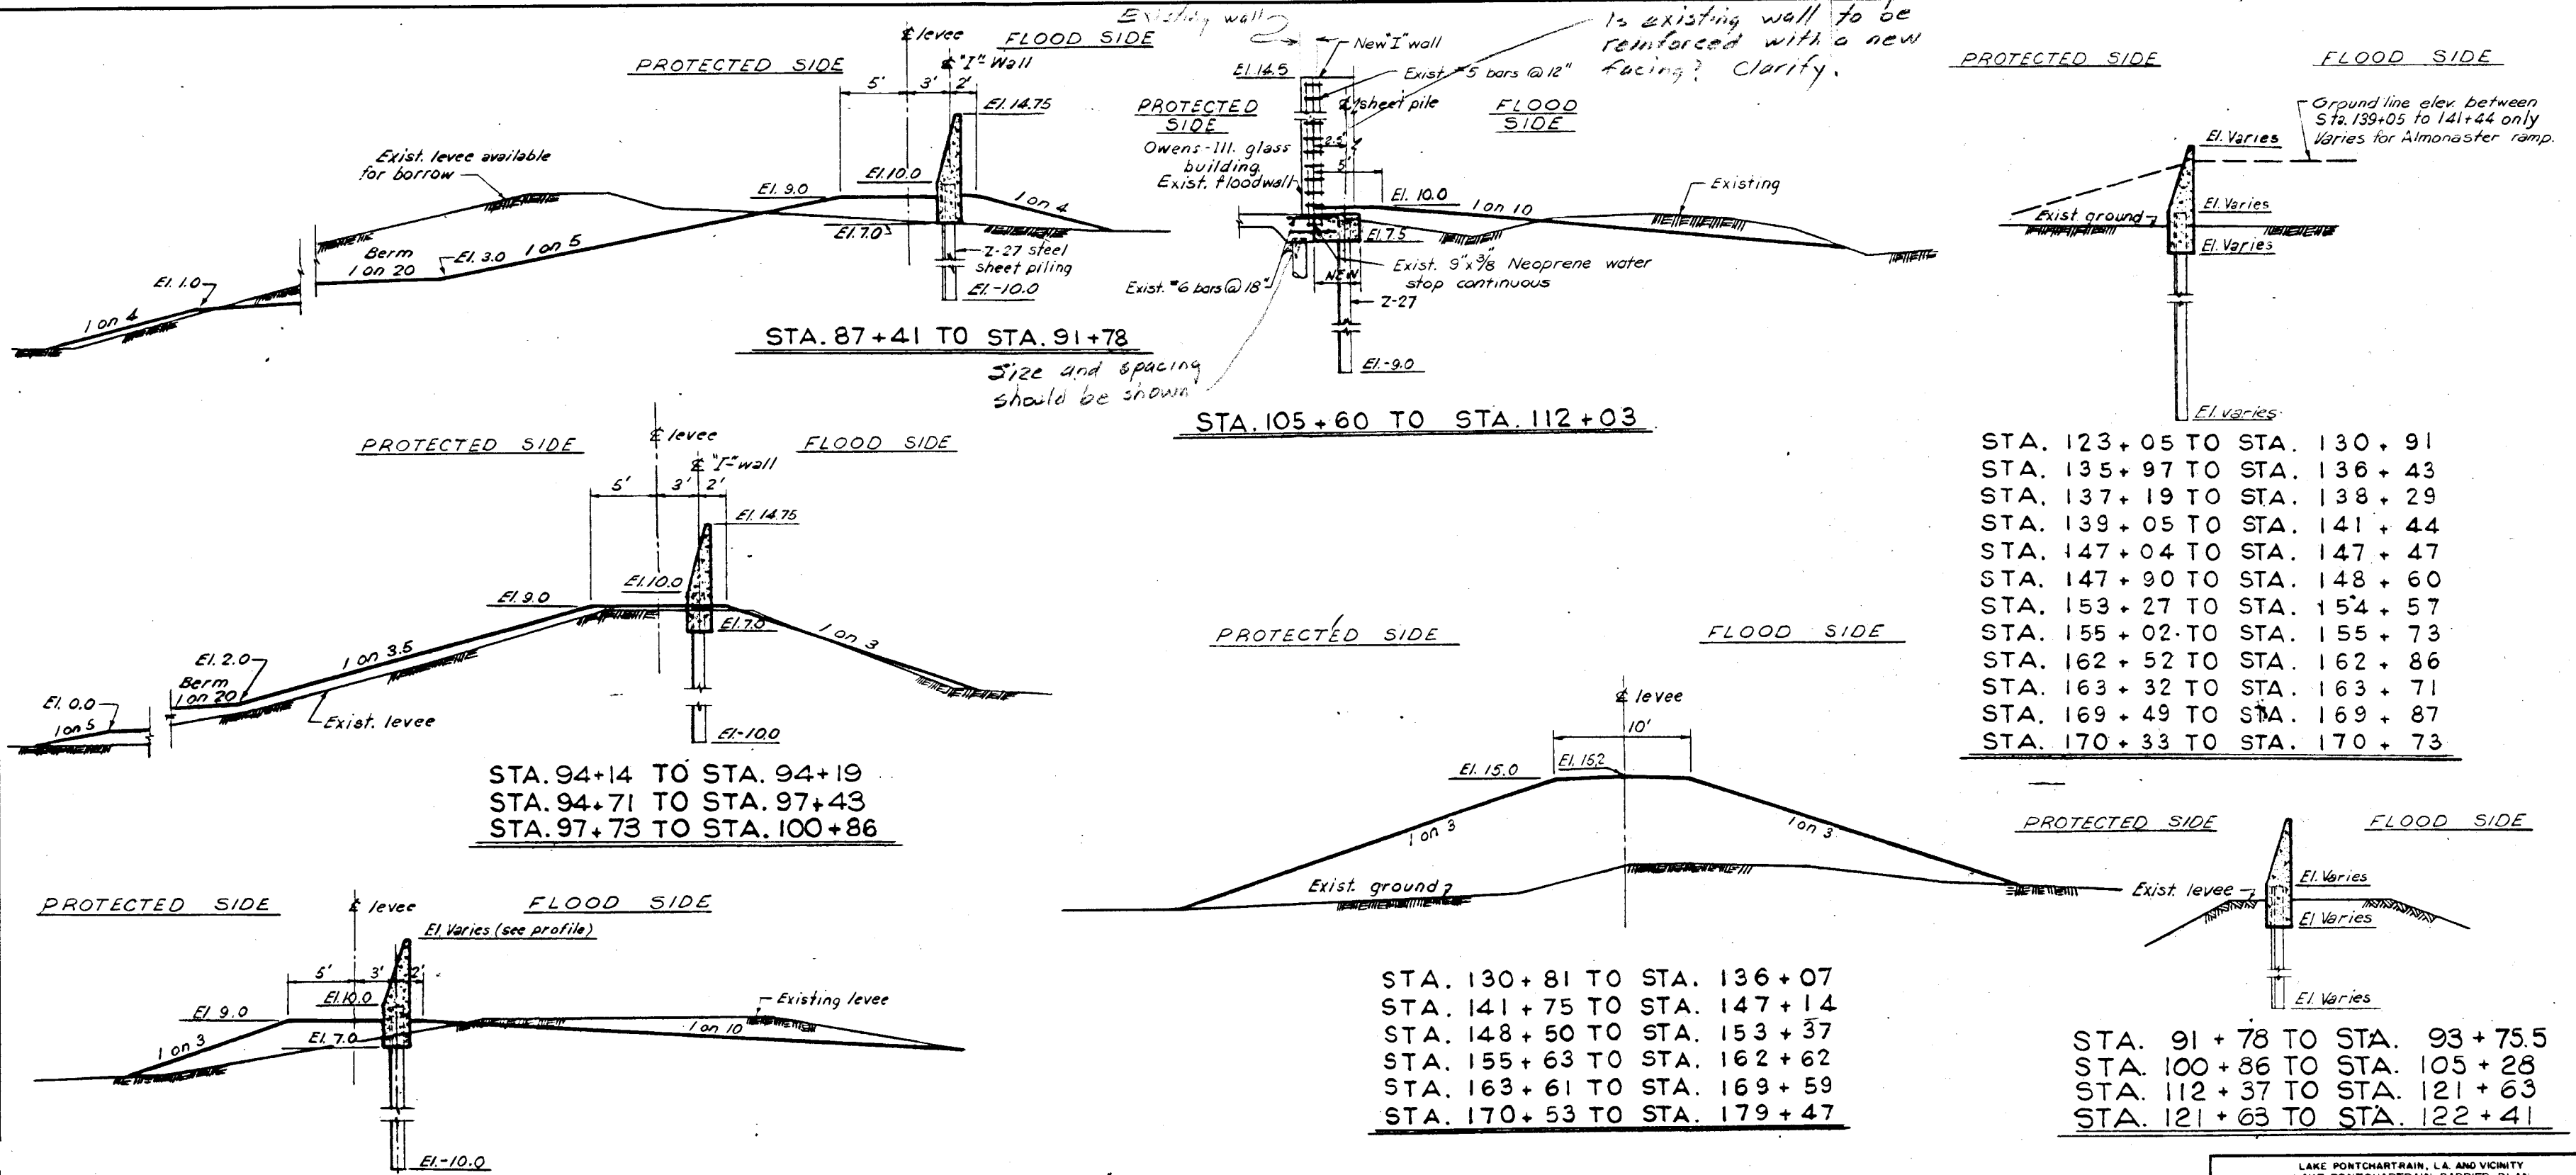 PROTECTED SIDE
℄ levee
FLOOD SIDE
℄ "I" Wall
5'
3'
2'
El. 14.75
Exist. levee available
for borrow
El. 9.0
El. 10.0
1 on 4
El. 7.0
Berm
1 on 20
El. 3.0
1 on 5
Z-27 steel
sheet piling
El. -10.0
El. 1.0
1 on 4
STA. 87+41 TO STA. 91+78
Existing wall
Is existing wall to be
reinforced with a new
facing? Clarify.
New "I" wall
El. 14.5
Exist. #5 bars @ 12"
PROTECTED
SIDE
℄ sheet pile
FLOOD
SIDE
Owens-Ill. glass
building
Exist. floodwall
2.5'
5'
El. 10.0
1 on 10
Existing
El. 7.5
Exist. 9"x 3/8 Neoprene water
stop continuous
NEW
Exist. #6 bars @ 18"
Z-27
El. -9.0
Size and spacing
should be shown
STA. 105+60 TO STA. 112+03
PROTECTED SIDE
FLOOD SIDE
Ground line elev. between
Sta. 139+05 to 141+44 only
Varies for Almonaster ramp.
El. Varies
El. Varies
Exist. ground
El. Varies
El. varies
STA. 123+05 TO STA. 130+91
STA. 135+97 TO STA. 136+43
STA. 137+19 TO STA. 138+29
STA. 139+05 TO STA. 141+44
STA. 147+04 TO STA. 147+47
STA. 147+90 TO STA. 148+60
STA. 153+27 TO STA. 154+57
STA. 155+02 TO STA. 155+73
STA. 162+52 TO STA. 162+86
STA. 163+32 TO STA. 163+71
STA. 169+49 TO STA. 169+87
STA. 170+33 TO STA. 170+73
PROTECTED SIDE
℄ levee
FLOOD SIDE
℄ "I" wall
5'
3'
2'
El. 14.75
El. 10.0
El. 9.0
El. 7.0
1 on 3
1 on 3.5
El. 2.0
Berm
1 on 20
El. 0.0
1 on 5
Exist. levee
El. -10.0
STA. 94+14 TO STA. 94+19
STA. 94+71 TO STA. 97+43
STA. 97+73 TO STA. 100+86
PROTECTED SIDE
FLOOD SIDE
℄ levee
10'
El. 15.0
El. 15.2
1 on 3
1 on 3
Exist. ground
STA. 130+81 TO STA. 136+07
STA. 141+75 TO STA. 147+14
STA. 148+50 TO STA. 153+37
STA. 155+63 TO STA. 162+62
STA. 163+61 TO STA. 169+59
STA. 170+53 TO STA. 179+47
PROTECTED SIDE
FLOOD SIDE
Exist. levee
El. Varies
El. Varies
El. Varies
STA. 91+78 TO STA. 93+75.5
STA. 100+86 TO STA. 105+28
STA. 112+37 TO STA. 121+63
STA. 121+63 TO STA. 122+41
PROTECTED SIDE
℄ levee
FLOOD SIDE
El. Varies (see profile)
5'
3'
2'
El. 10.0
El. 9.0
Existing levee
1 on 3
El. 7.0
1 on 10
El. -10.0
LAKE PONTCHARTRAIN, LA. AND VICINITY
LAKE PONTCHARTRAIN BARRIER PLAN